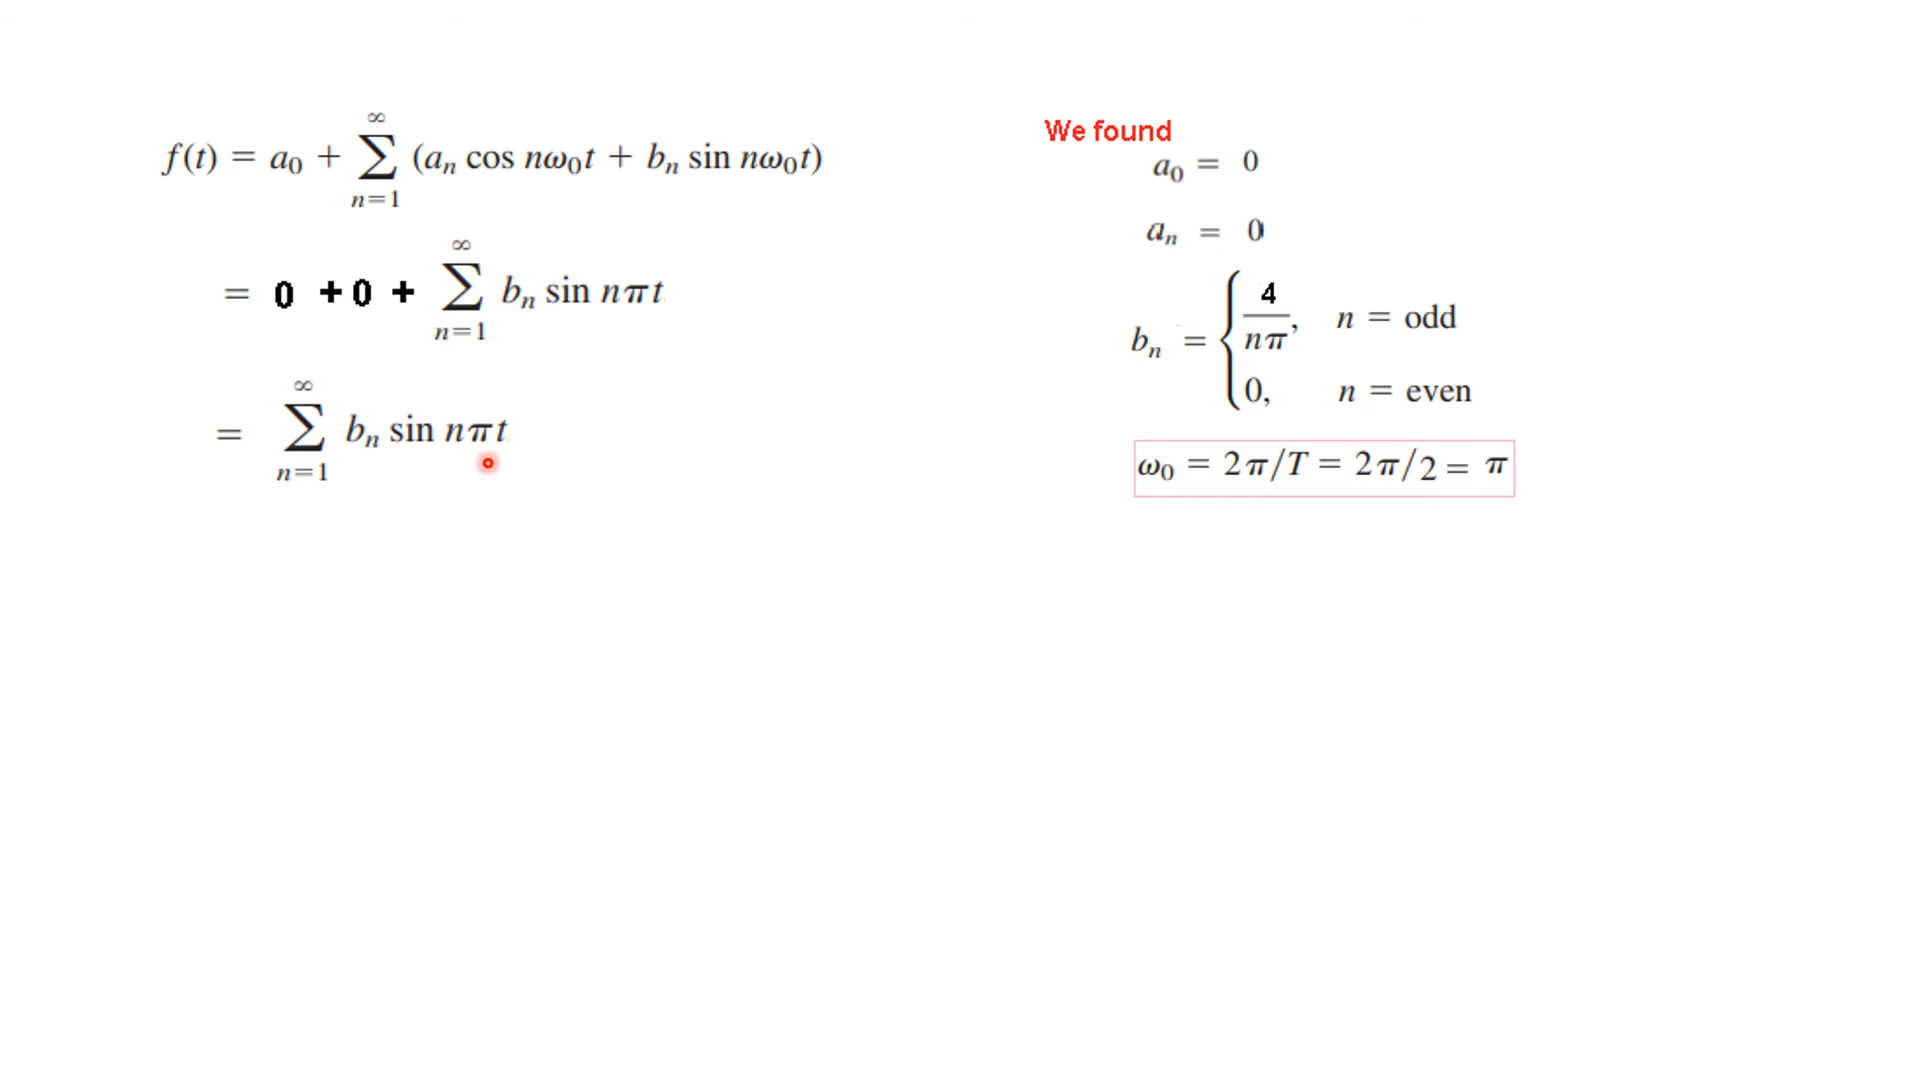 f(t) = a₀ + ∞ ∑ n=1 (aₙ cos nω₀t + bₙ sin nω₀t)
= 0 + 0 + ∞ ∑ n=1 bₙ sin nπt
= ∞ ∑ n=1 bₙ sin nπt
We found
a₀ = 0
aₙ = 0
bₙ = { 4/nπ, n = odd
0, n = even
ω₀ = 2π/T = 2π/2 = π